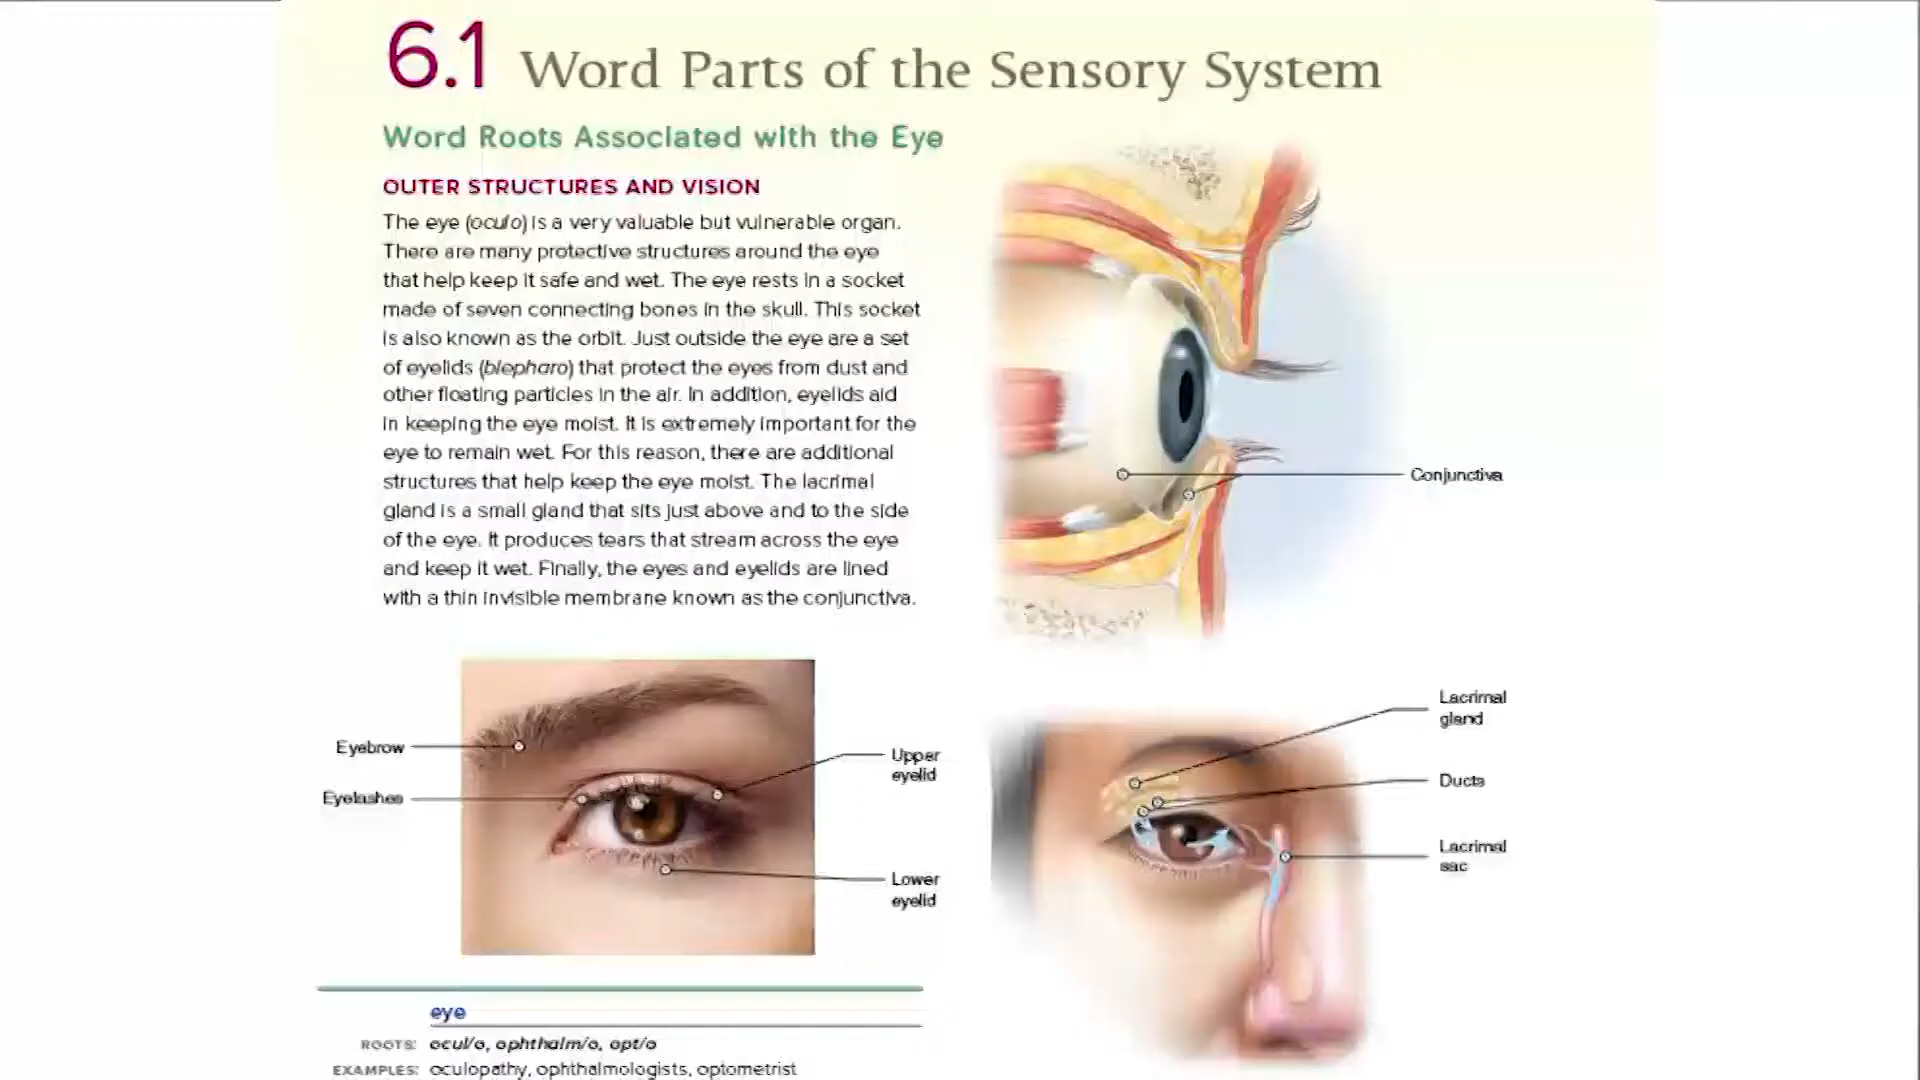 6.1 Word Parts of the Sensory System
Word Roots Associated with the Eye
OUTER STRUCTURES AND VISION
The eye (oculo) is a very valuable but vulnerable organ.
There are many protective structures around the eye
that help keep it safe and wet. The eye rests in a socket
made of seven connecting bones in the skull. This socket
is also known as the orbit. Just outside the eye are a set
of eyelids (blepharo) that protect the eyes from dust and
other floating particles in the air. In addition, eyelids aid
in keeping the eye moist. It is extremely important for the
eye to remain wet. For this reason, there are additional
structures that help keep the eye moist. The lacrimal
gland is a small gland that sits just above and to the side
of the eye. It produces tears that stream across the eye
and keep it wet. Finally, the eyes and eyelids are lined
with a thin invisible membrane known as the conjunctiva.
Conjunctiva
Eyebrow
Eyelashes
Upper
eyelid
Lower
eyelid
Lacrimal
gland
Ducts
Lacrimal
sac
eye
ROOTS: ocul/o, ophthalm/o, opt/o
EXAMPLES: oculopathy, ophthalmologists, optometrist